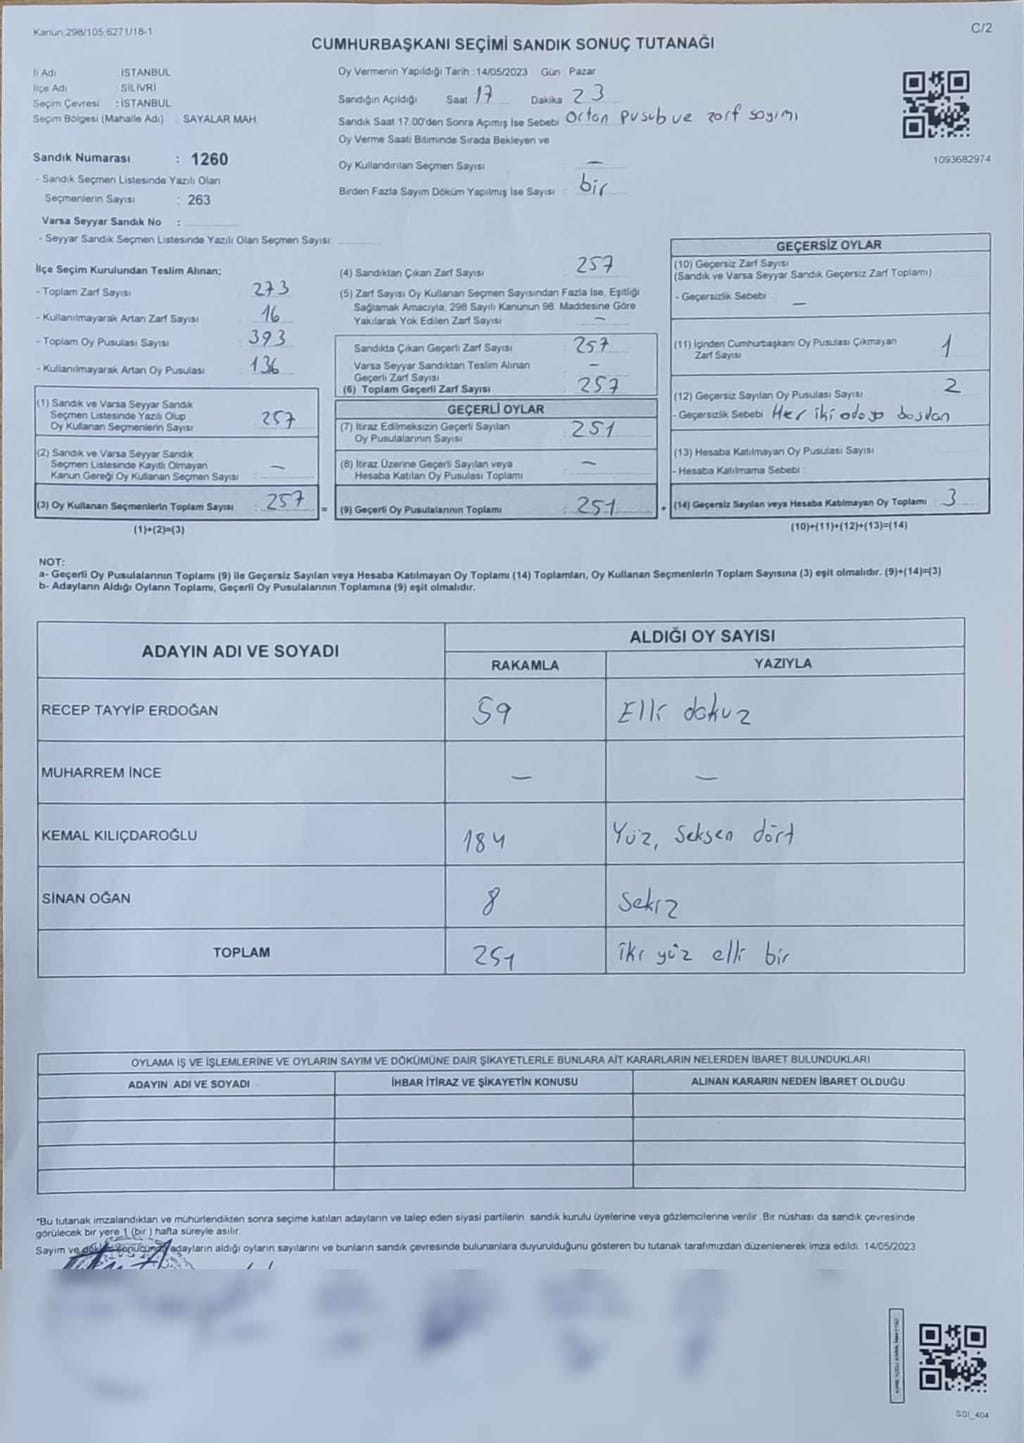 Kanun:298/105,6271/18-1
C/2
CUMHURBAŞKANI SEÇİMİ SANDIK SONUÇ TUTANAĞI
İl Adı : İSTANBUL
İlçe Adı : SİLİVRİ
Seçim Çevresi : İSTANBUL
Seçim Bölgesi (Mahalle Adı) : SAYALAR MAH.
Sandık Numarası : 1260
- Sandık Seçmen Listesinde Yazılı Olan
Seçmenlerin Sayısı : 263
Varsa Seyyar Sandık No :
- Seyyar Sandık Seçmen Listesinde Yazılı Olan Seçmen Sayısı:
Oy Vermenin Yapıldığı Tarih :14/05/2023 Gün : Pazar
Sandığın Açıldığı Saat 17 Dakika 23
Sandık Saat 17.00'den Sonra Açılmış İse Sebebi Ortan pusub ve zarf sayımı
Oy Verme Saati Bitiminde Sırada Bekleyen ve
Oy Kullandırılan Seçmen Sayısı : —
Birden Fazla Sayım Döküm Yapılmış İse Sayısı : bir
1093682974
İlçe Seçim Kurulundan Teslim Alınan;
- Toplam Zarf Sayısı 273
- Kullanılmayarak Artan Zarf Sayısı 16
- Toplam Oy Pusulası Sayısı 393
- Kullanılmayarak Artan Oy Pusulası 136
(1) Sandık ve Varsa Seyyar Sandık
Seçmen Listesinde Yazılı Olup
Oy Kullanan Seçmenlerin Sayısı 257
(2) Sandık ve Varsa Seyyar Sandık
Seçmen Listesinde Kayıtlı Olmayan
Kanun Gereği Oy Kullanan Seçmen Sayısı —
(3) Oy Kullanan Seçmenlerin Toplam Sayısı : 257 =
(1)+(2)=(3)
(4) Sandıktan Çıkan Zarf Sayısı 257
(5) Zarf Sayısı Oy Kullanan Seçmen Sayısından Fazla İse, Eşitliği
Sağlamak Amacıyla, 298 Sayılı Kanunun 98. Maddesine Göre
Yakılarak Yok Edilen Zarf Sayısı —
Sandıkta Çıkan Geçerli Zarf Sayısı 257
Varsa Seyyar Sandıktan Teslim Alınan
Geçerli Zarf Sayısı —
(6) Toplam Geçerli Zarf Sayısı : 257
GEÇERLİ OYLAR
(7) İtiraz Edilmeksizin Geçerli Sayılan
Oy Pusulalarının Sayısı 251
(8) İtiraz Üzerine Geçerli Sayılan veya
Hesaba Katılan Oy Pusulası Toplamı —
(9) Geçerli Oy Pusulalarının Toplamı : 251 +
GEÇERSİZ OYLAR
(10) Geçersiz Zarf Sayısı
(Sandık ve Varsa Seyyar Sandık Geçersiz Zarf Toplamı)
- Geçersizlik Sebebi : —
(11) İçinden Cumhurbaşkanı Oy Pusulası Çıkmayan
Zarf Sayısı 1
(12) Geçersiz Sayılan Oy Pusulası Sayısı 2
- Geçersizlik Sebebi : Her iki adaya
(13) Hesaba Katılmayan Oy Pusulası Sayısı
- Hesaba Katılmama Sebebi :
(14) Geçersiz Sayılan veya Hesaba Katılmayan Oy Toplamı : 3
(10)+(11)+(12)+(13)=(14)
NOT:
a- Geçerli Oy Pusulalarının Toplamı (9) ile Geçersiz Sayılan veya Hesaba Katılmayan Oy Toplamı (14) Toplamları, Oy Kullanan Seçmenlerin Toplam Sayısına (3) eşit olmalıdır. (9)+(14)=(3)
b- Adayların Aldığı Oyların Toplamı, Geçerli Oy Pusulalarının Toplamına (9) eşit olmalıdır.
ADAYIN ADI VE SOYADI ALDIĞI OY SAYISI
RAKAMLA YAZIYLA
RECEP TAYYİP ERDOĞAN 59 Elli dokuz
MUHARREM İNCE — —
KEMAL KILIÇDAROĞLU 184 Yüz, seksen dört
SİNAN OĞAN 8 Sekiz
TOPLAM 251 iki yüz elli bir
OYLAMA İŞ VE İŞLEMLERİNE VE OYLARIN SAYIM VE DÖKÜMÜNE DAİR ŞİKAYETLERLE BUNLARA AİT KARARLARIN NELERDEN İBARET BULUNDUKLARI
ADAYIN ADI VE SOYADI İHBAR İTİRAZ VE ŞİKAYETİN KONUSU ALINAN KARARIN NEDEN İBARET OLDUĞU
*Bu tutanak imzalandıktan ve mühürlendikten sonra seçime katılan adayların ve talep eden siyasi partilerin sandık kurulu üyelerine veya gözlemcilerine verilir. Bir nüshası da sandık çevresinde
görülecek bir yere 1 (bir) hafta süreyle asılır.
Sayım ve döküm sonucunda adayların aldığı oyların sayılarını ve bunların sandık çevresinde bulunanlara duyurulduğunu gösteren bu tutanak tarafımızdan düzenlenerek imza edildi. 14/05/2023
SSI_404